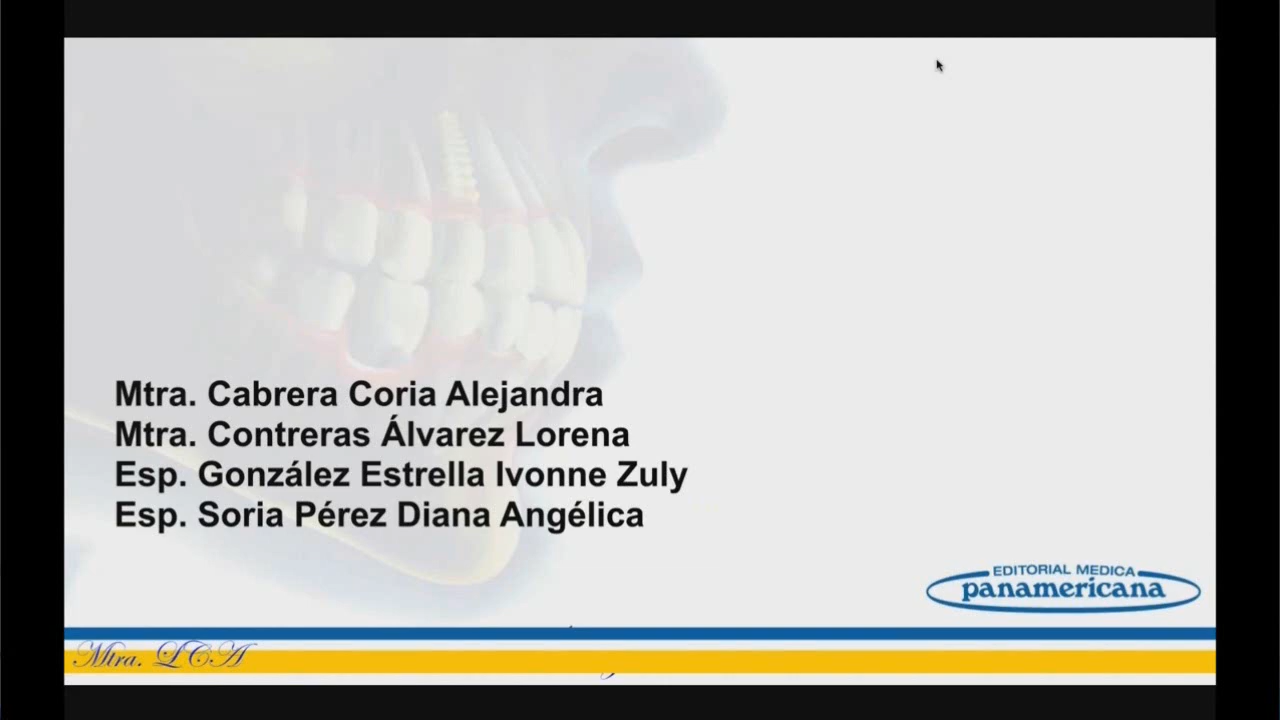 Mtra. Cabrera Coria Alejandra
Mtra. Contreras Álvarez Lorena
Esp. González Estrella Ivonne Zuly
Esp. Soria Pérez Diana Angélica
EDITORIAL MEDICA
panamericana
Mtra. LCA